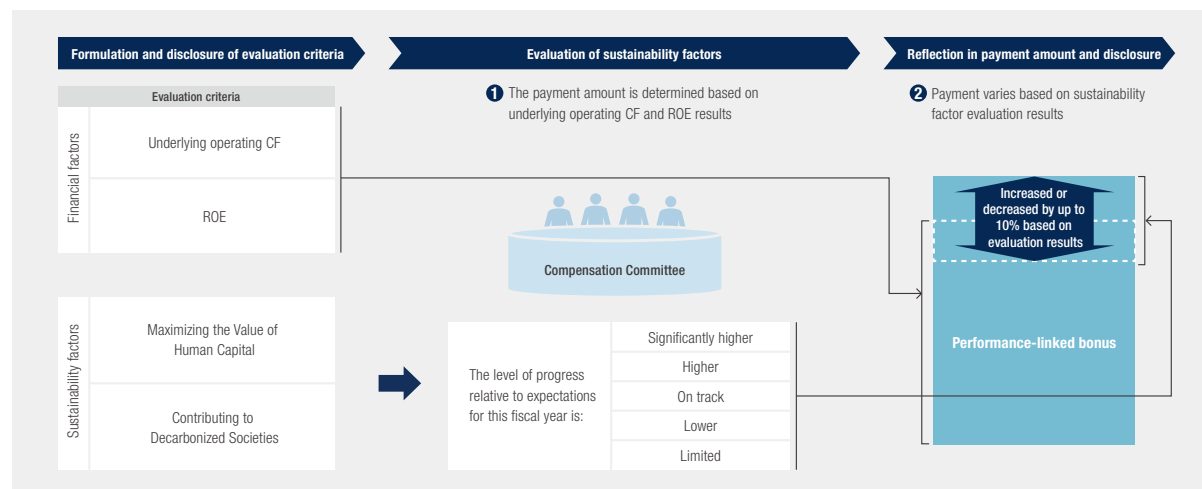 Formulation and disclosure of evaluation criteria
Evaluation of sustainability factors
Reflection in payment amount and disclosure
Evaluation criteria
Financial factors
Underlying operating CF
ROE
1 The payment amount is determined based on
underlying operating CF and ROE results
2 Payment varies based on sustainability
factor evaluation results
Compensation Committee
Increased or
decreased by up to
10% based on
evaluation results
Performance-linked bonus
Sustainability factors
Maximizing the Value of
Human Capital
Contributing to
Decarbonized Societies
The level of progress
relative to expectations
for this fiscal year is:
Significantly higher
Higher
On track
Lower
Limited